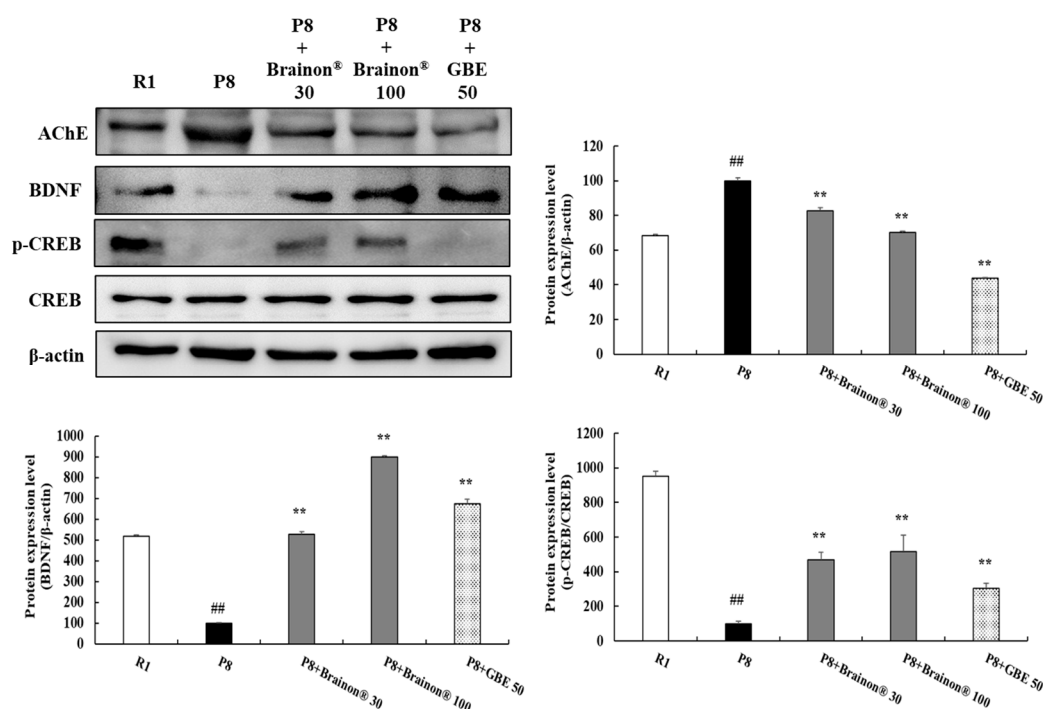 R1
P8
P8
+
Brainon®
30
P8
+
Brainon®
100
P8
+
GBE
50
AChE
BDNF
p-CREB
CREB
β-actin
Protein expression level
(AChE/β-actin)
120
100
80
60
40
20
0
##
**
**
**
R1
P8
P8+Brainon® 30
P8+Brainon® 100
P8+GBE 50
Protein expression level
(BDNF/β-actin)
1000
900
800
700
600
500
400
300
200
100
0
##
**
**
**
R1
P8
P8+Brainon® 30
P8+Brainon® 100
P8+GBE 50
Protein expression level
(p-CREB/CREB)
1200
1000
800
600
400
200
0
##
**
**
**
R1
P8
P8+Brainon® 30
P8+Brainon® 100
P8+GBE 50